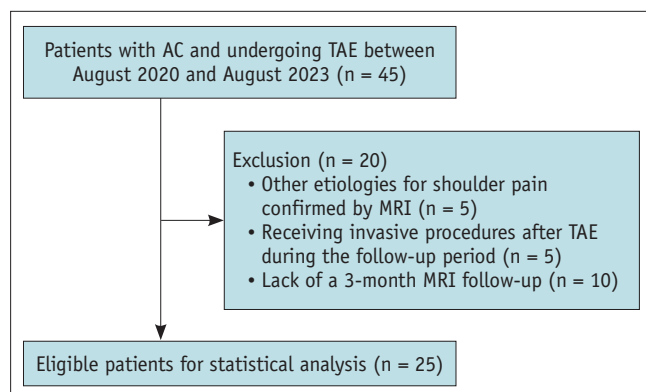 Patients with AC and undergoing TAE between
August 2020 and August 2023 (n = 45)
Exclusion (n = 20)
• Other etiologies for shoulder pain
confirmed by MRI (n = 5)
• Receiving invasive procedures after TAE
during the follow-up period (n = 5)
• Lack of a 3-month MRI follow-up (n = 10)
Eligible patients for statistical analysis (n = 25)